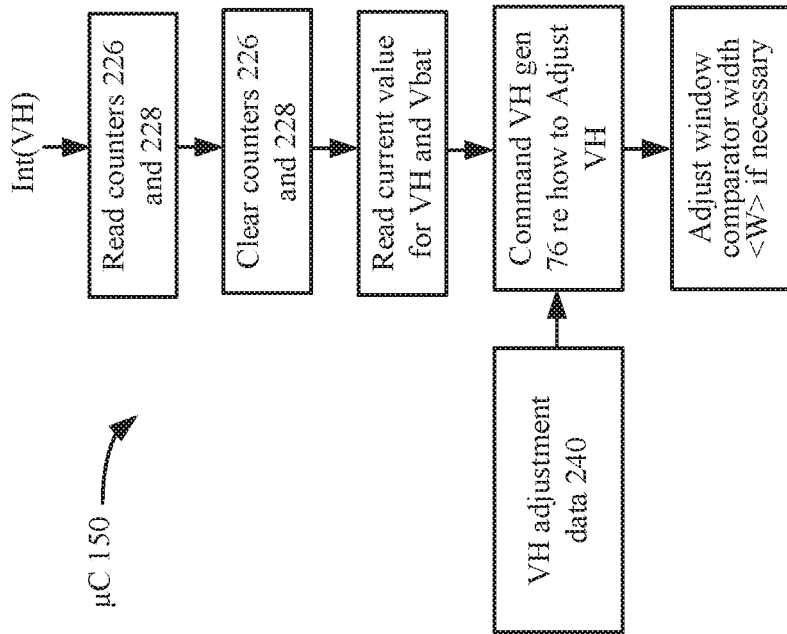 µC 150
Int(VH)
Read counters 226
and 228
Clear counters 226
and 228
Read current value
for VH and Vbat
VH adjustment
data 240
Command VH gen
76 re how to Adjust
VH
Adjust window
comparator width
<W> if necessary